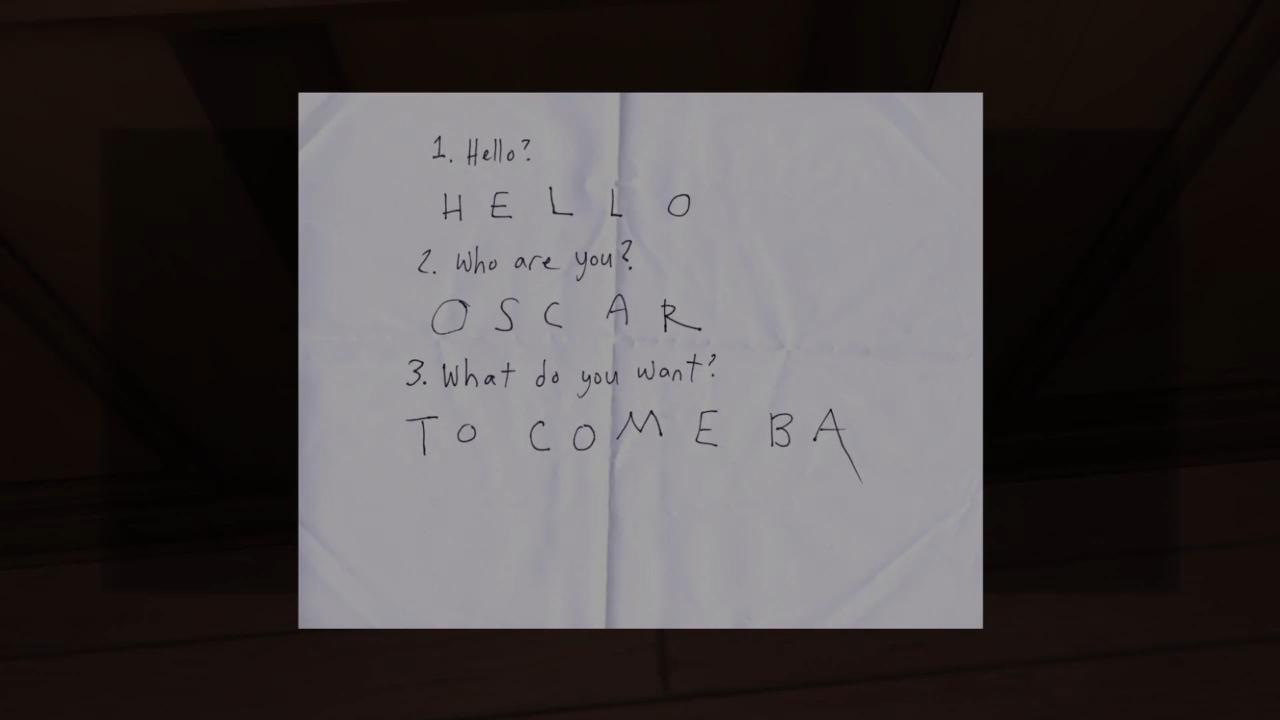 1. Hello?
H E L L O
2. Who are you?
O S C A R
3. What do you want?
T O C O M E B A